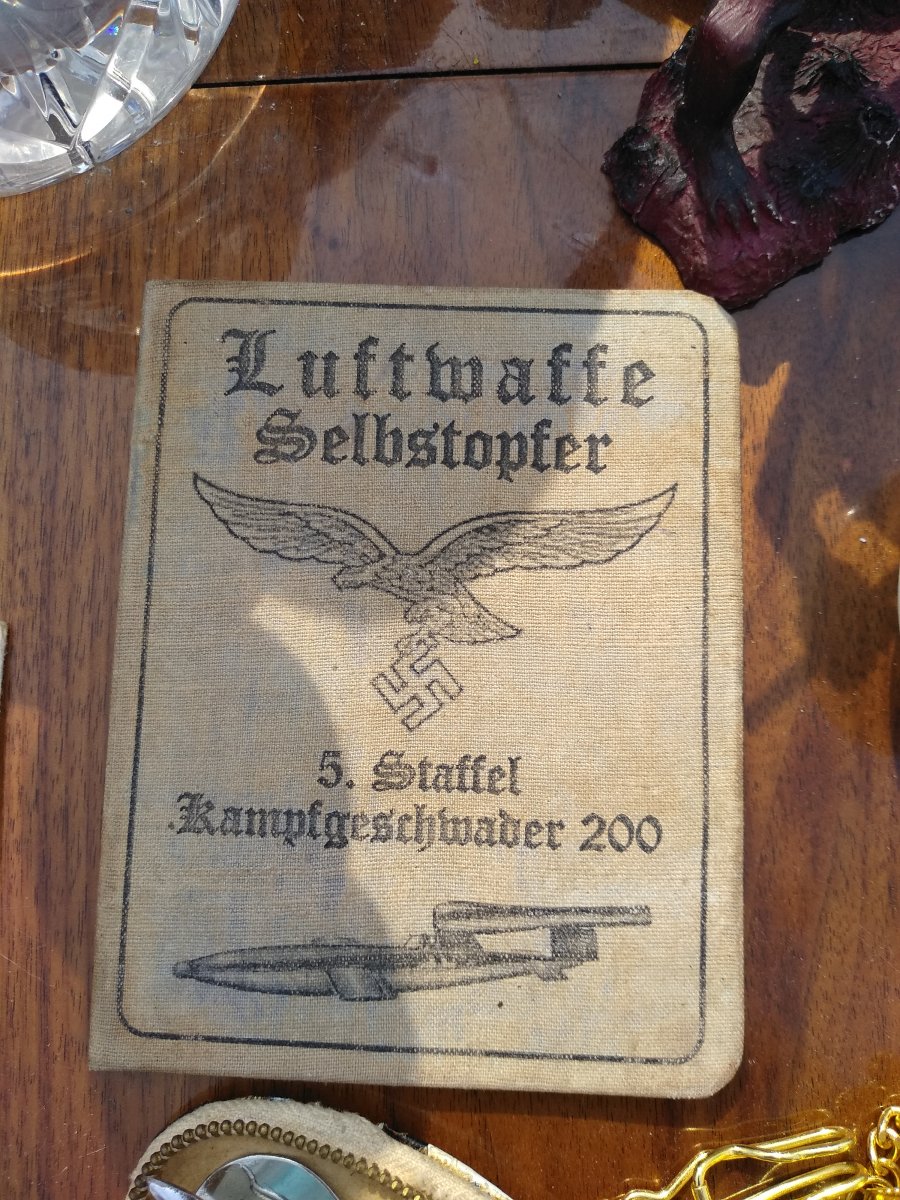 Luftwaffe
Selbstopfer
5. Staffel
Kampfgeschwader 200